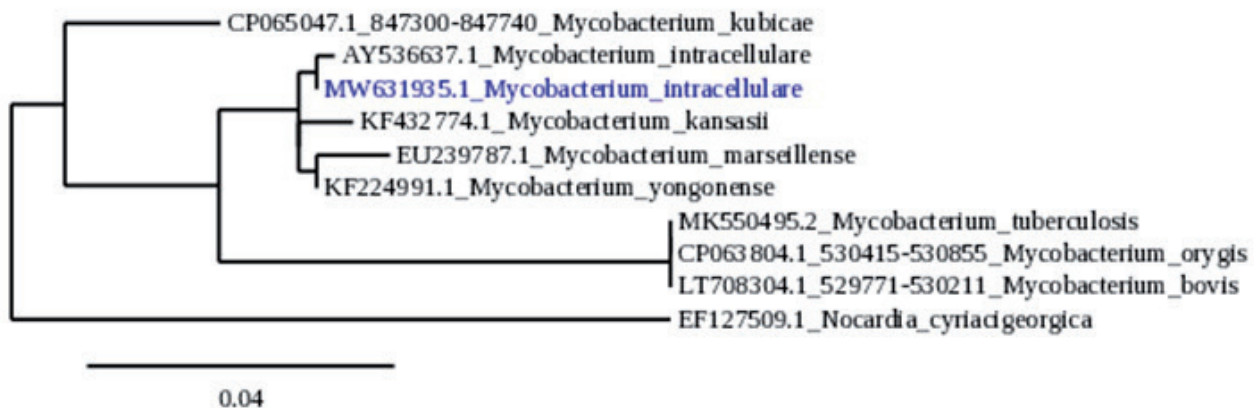 CP065047.1_847300-847740_Mycobacterium_kubicae
AY536637.1_Mycobacterium_intracellulare
MW631935.1_Mycobacterium_intracellulare
KF432774.1_Mycobacterium_kansasii
EU239787.1_Mycobacterium_marseillense
KF224991.1_Mycobacterium_yongonense
MK550495.2_Mycobacterium_tuberculosis
CP063804.1_530415-530855_Mycobacterium_orygis
LT708304.1_529771-530211_Mycobacterium_bovis
EF127509.1_Nocardia_cyriacigeorgica
0.04